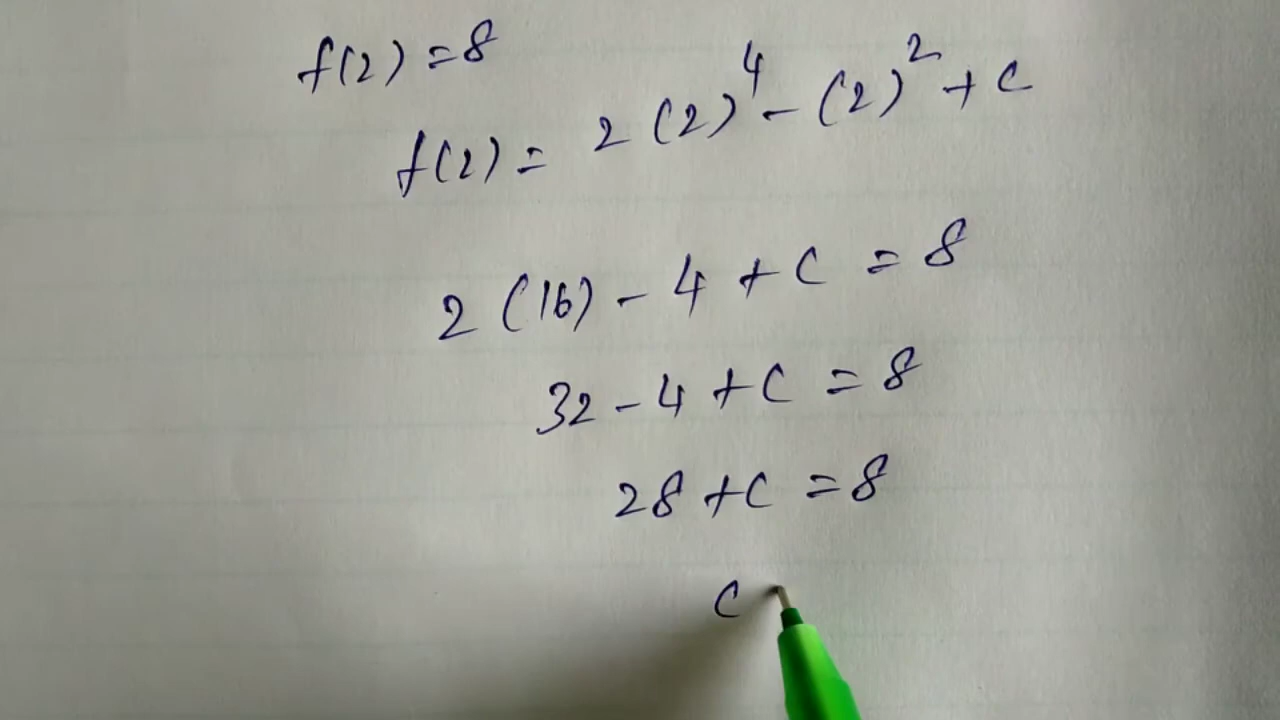 f(2) = 8
f(2) = 2(2)⁴ - (2)² + c
2(16) - 4 + c = 8
32 - 4 + c = 8
28 + c = 8
c